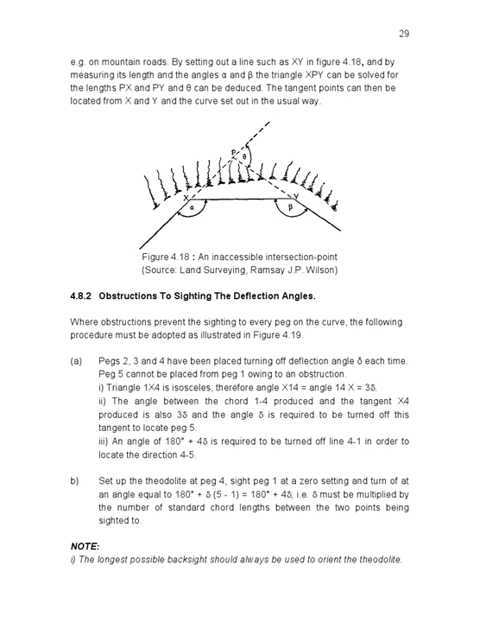 29
e.g. on mountain roads. By setting out a line such as XY in figure 4.18, and by
measuring its length and the angles α and β the triangle XPY can be solved for
the lengths PX and PY and θ can be deduced. The tangent points can then be
located from X and Y and the curve set out in the usual way.
P
θ
X
Y
α
β
Figure 4.18 : An inaccessible intersection-point
(Source: Land Surveying, Ramsay J.P. Wilson)
4.8.2 Obstructions To Sighting The Deflection Angles.
Where obstructions prevent the sighting to every peg on the curve, the following
procedure must be adopted as illustrated in Figure 4.19.
(a) Pegs 2, 3 and 4 have been placed turning off deflection angle δ each time.
Peg 5 cannot be placed from peg 1 owing to an obstruction.
i) Triangle 1X4 is isosceles, therefore angle X14 = angle 14 X = 3δ.
ii) The angle between the chord 1-4 produced and the tangent X4
produced is also 3δ and the angle δ is required to be turned off this
tangent to locate peg 5.
iii) An angle of 180° + 4δ is required to be turned off line 4-1 in order to
locate the direction 4-5.
b) Set up the theodolite at peg 4, sight peg 1 at a zero setting and turn of at
an angle equal to 180° + δ (5 - 1) = 180° + 4δ; i.e. δ must be multiplied by
the number of standard chord lengths between the two points being
sighted to.
NOTE:
i) The longest possible backsight should always be used to orient the theodolite.